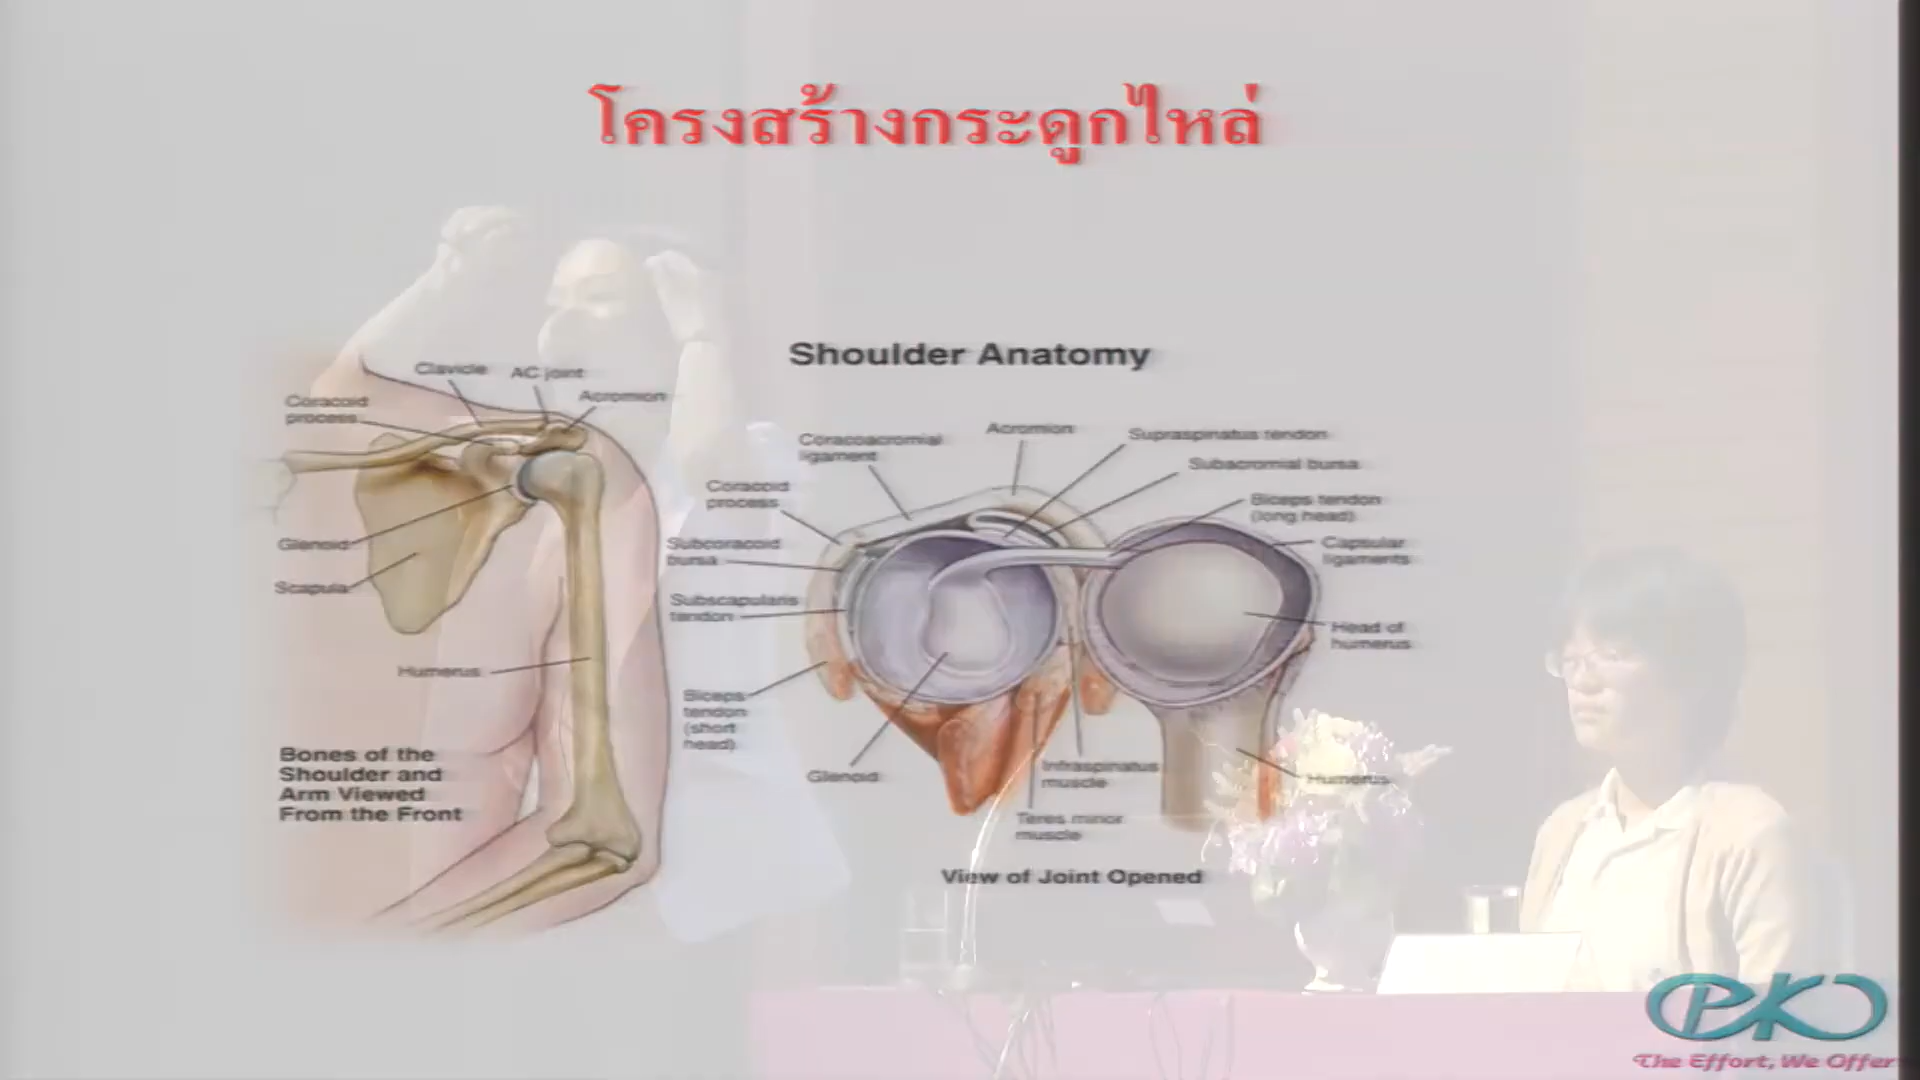 โครงสร้างกระดูกไหล่
Shoulder Anatomy
Clavicle
AC joint
Acromion
Coracoid
process
Glenoid
Scapula
Humerus
Bones of the
Shoulder and
Arm Viewed
From the Front
Coracoacromial
ligament
Acromion
Supraspinatus tendon
Subacromial bursa
Coracoid
process
Biceps tendon
(long head)
Subcoracoid
bursa
Capsular
ligaments
Subscapularis
tendon
Head of
humerus
Biceps
tendon
(short
head)
Glenoid
Infraspinatus
muscle
Humerus
Teres minor
muscle
View of Joint Opened
PK
The Effort, We Offer